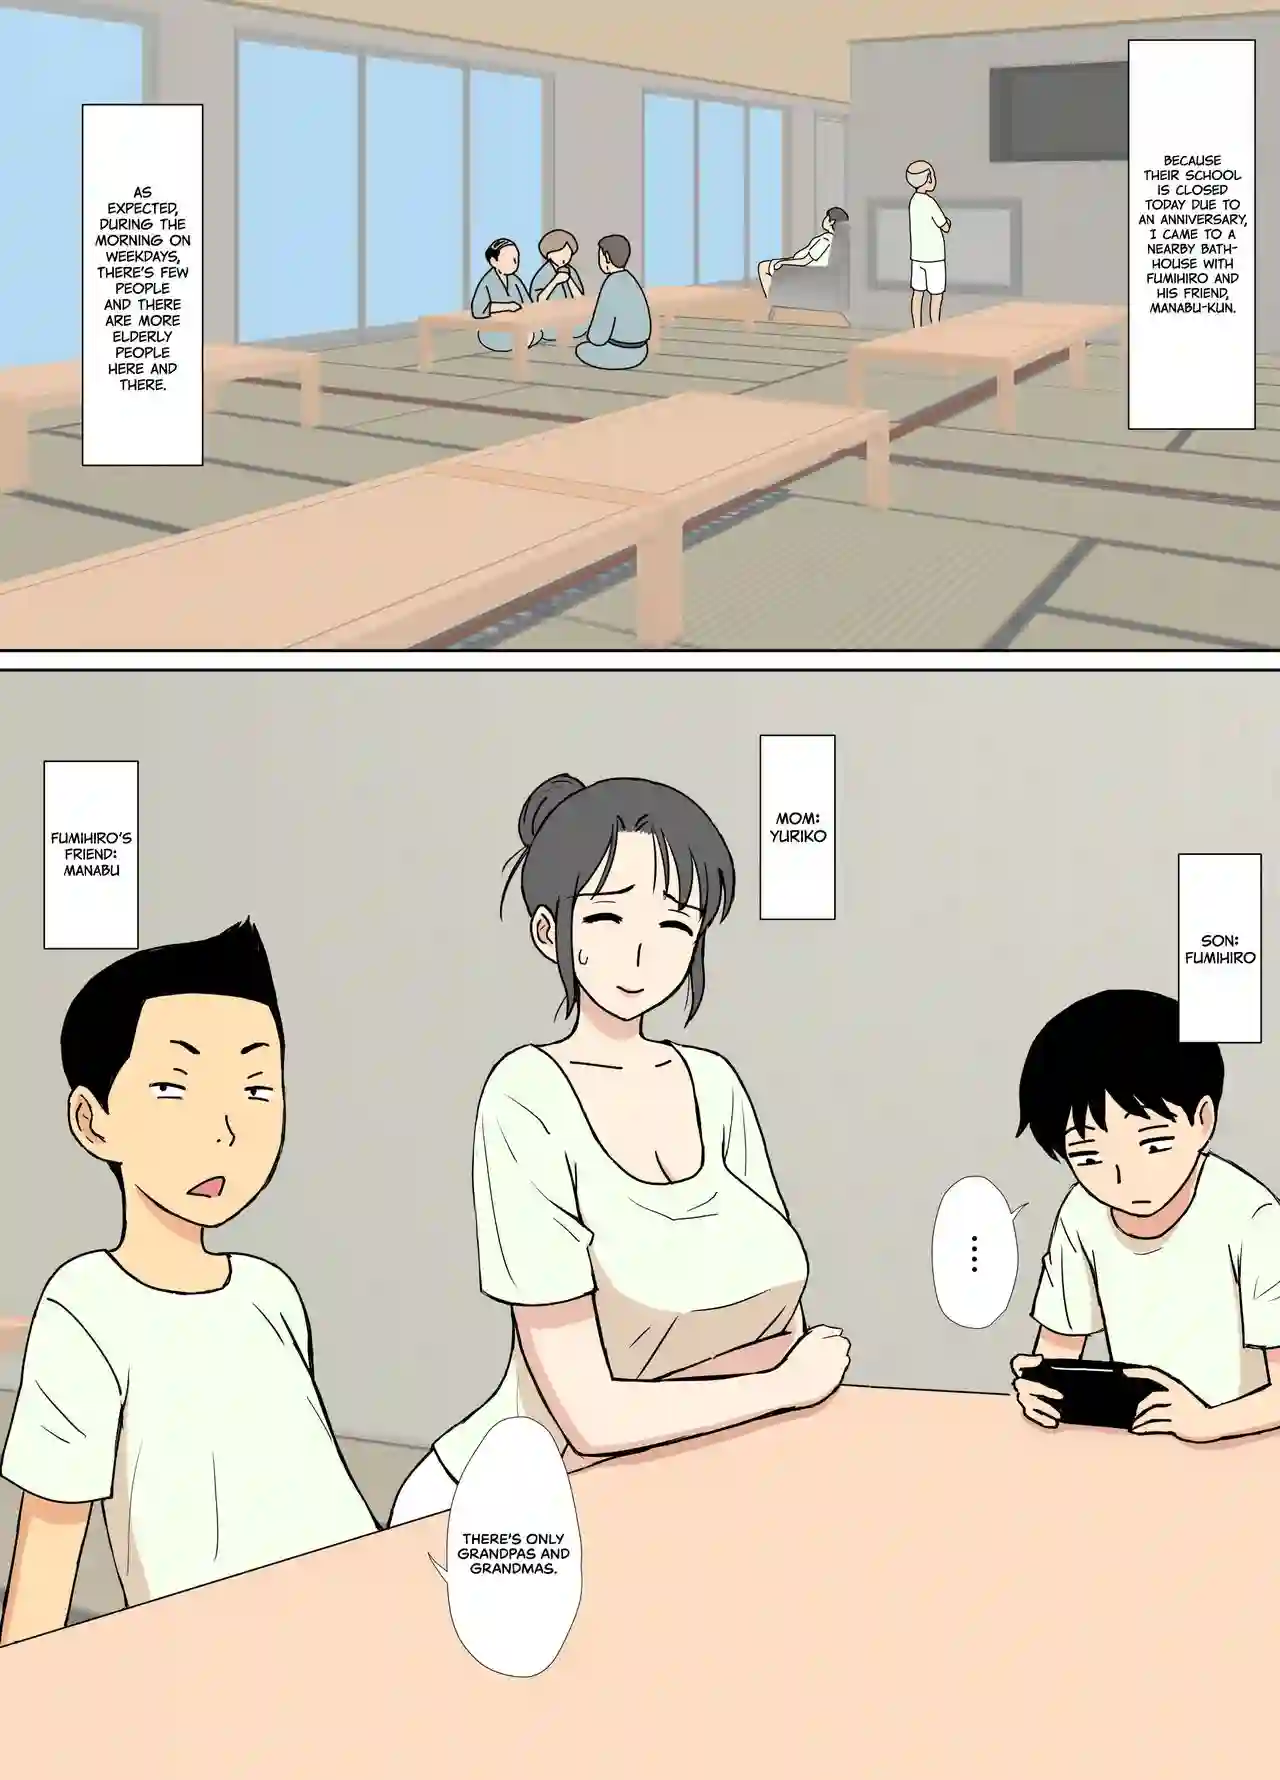 BECAUSE
THEIR SCHOOL
IS CLOSED
TODAY DUE TO
AN ANNIVERSARY,
I CAME TO A
NEARBY BATH-
HOUSE WITH
FUMIHIRO AND
HIS FRIEND,
MANABU-KUN.
AS
EXPECTED,
DURING THE
MORNING ON
WEEKDAYS,
THERE'S FEW
PEOPLE
AND THERE
ARE MORE
ELDERLY
PEOPLE
HERE AND
THERE.
SON:
FUMIHIRO
MOM:
YURIKO
FUMIHIRO'S
FRIEND:
MANABU
....
THERE'S ONLY
GRANDPAS AND
GRANDMAS.